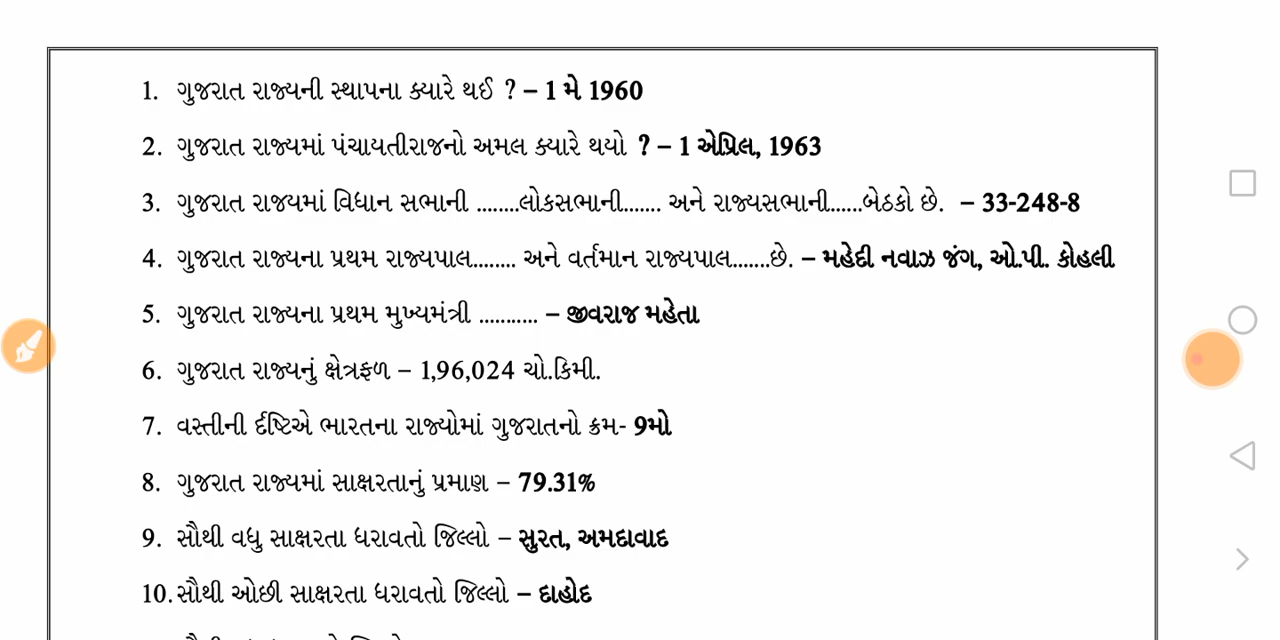 1. ગુજરાત રાજ્યની સ્થાપના ક્યારે થઈ ? – 1 મે 1960
2. ગુજરાત રાજ્યમાં પંચાયતીરાજનો અમલ ક્યારે થયો ? – 1 એપ્રિલ, 1963
3. ગુજરાત રાજયમાં વિધાન સભાની ........લોકસભાની....... અને રાજ્યસભાની......બેઠકો છે. – 33-248-8
4. ગુજરાત રાજ્યના પ્રથમ રાજ્યપાલ........ અને વર્તમાન રાજ્યપાલ.......છે. – મહેદી નવાઝ જંગ, ઓ.પી. કોહલી
5. ગુજરાત રાજ્યના પ્રથમ મુખ્યમંત્રી ........... – જીવરાજ મહેતા
6. ગુજરાત રાજ્યનું ક્ષેત્રફળ – 1,96,024 ચો.કિમી.
7. વસ્તીની ર્દષ્ટિએ ભારતના રાજ્યોમાં ગુજરાતનો ક્રમ- 9મો
8. ગુજરાત રાજ્યમાં સાક્ષરતાનું પ્રમાણ – 79.31%
9. સૌથી વધુ સાક્ષરતા ધરાવતો જિલ્લો – સુરત, અમદાવાદ
10. સૌથી ઓછી સાક્ષરતા ધરાવતો જિલ્લો – દાહોદ